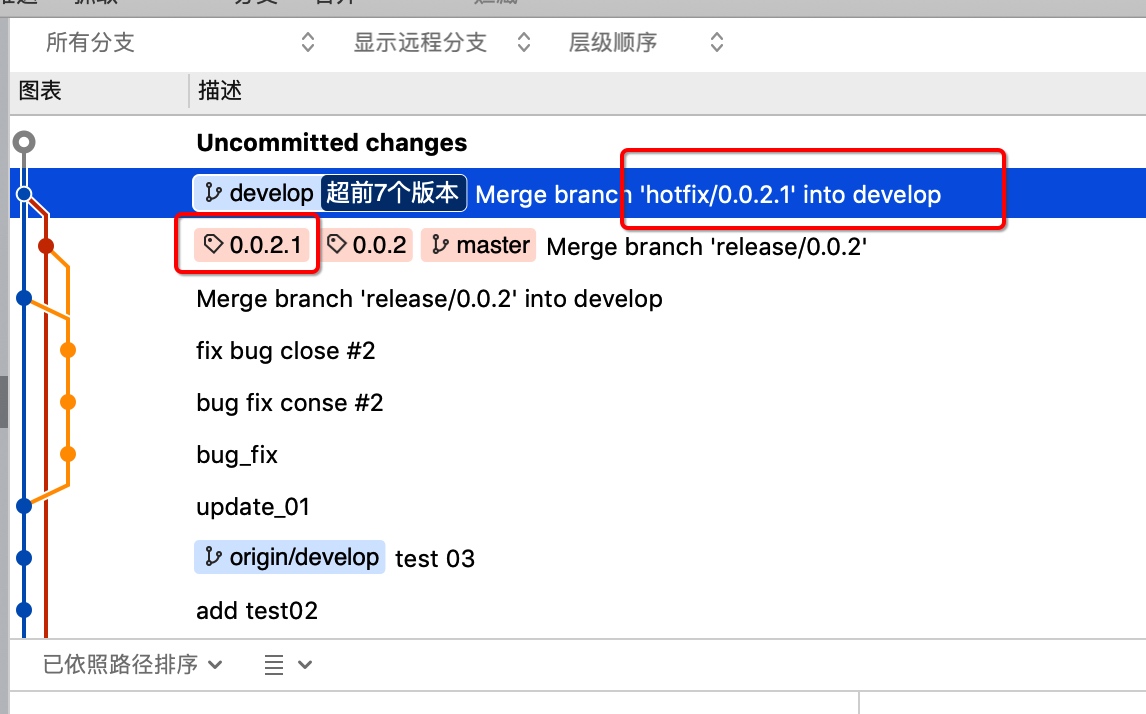 所有分支 显示远程分支 层级顺序
图表 描述
Uncommitted changes
develop 超前7个版本 Merge branch 'hotfix/0.0.2.1' into develop
0.0.2.1 0.0.2 master Merge branch 'release/0.0.2'
Merge branch 'release/0.0.2' into develop
fix bug close #2
bug fix conse #2
bug_fix
update_01
origin/develop test 03
add test02
已依照路径排序